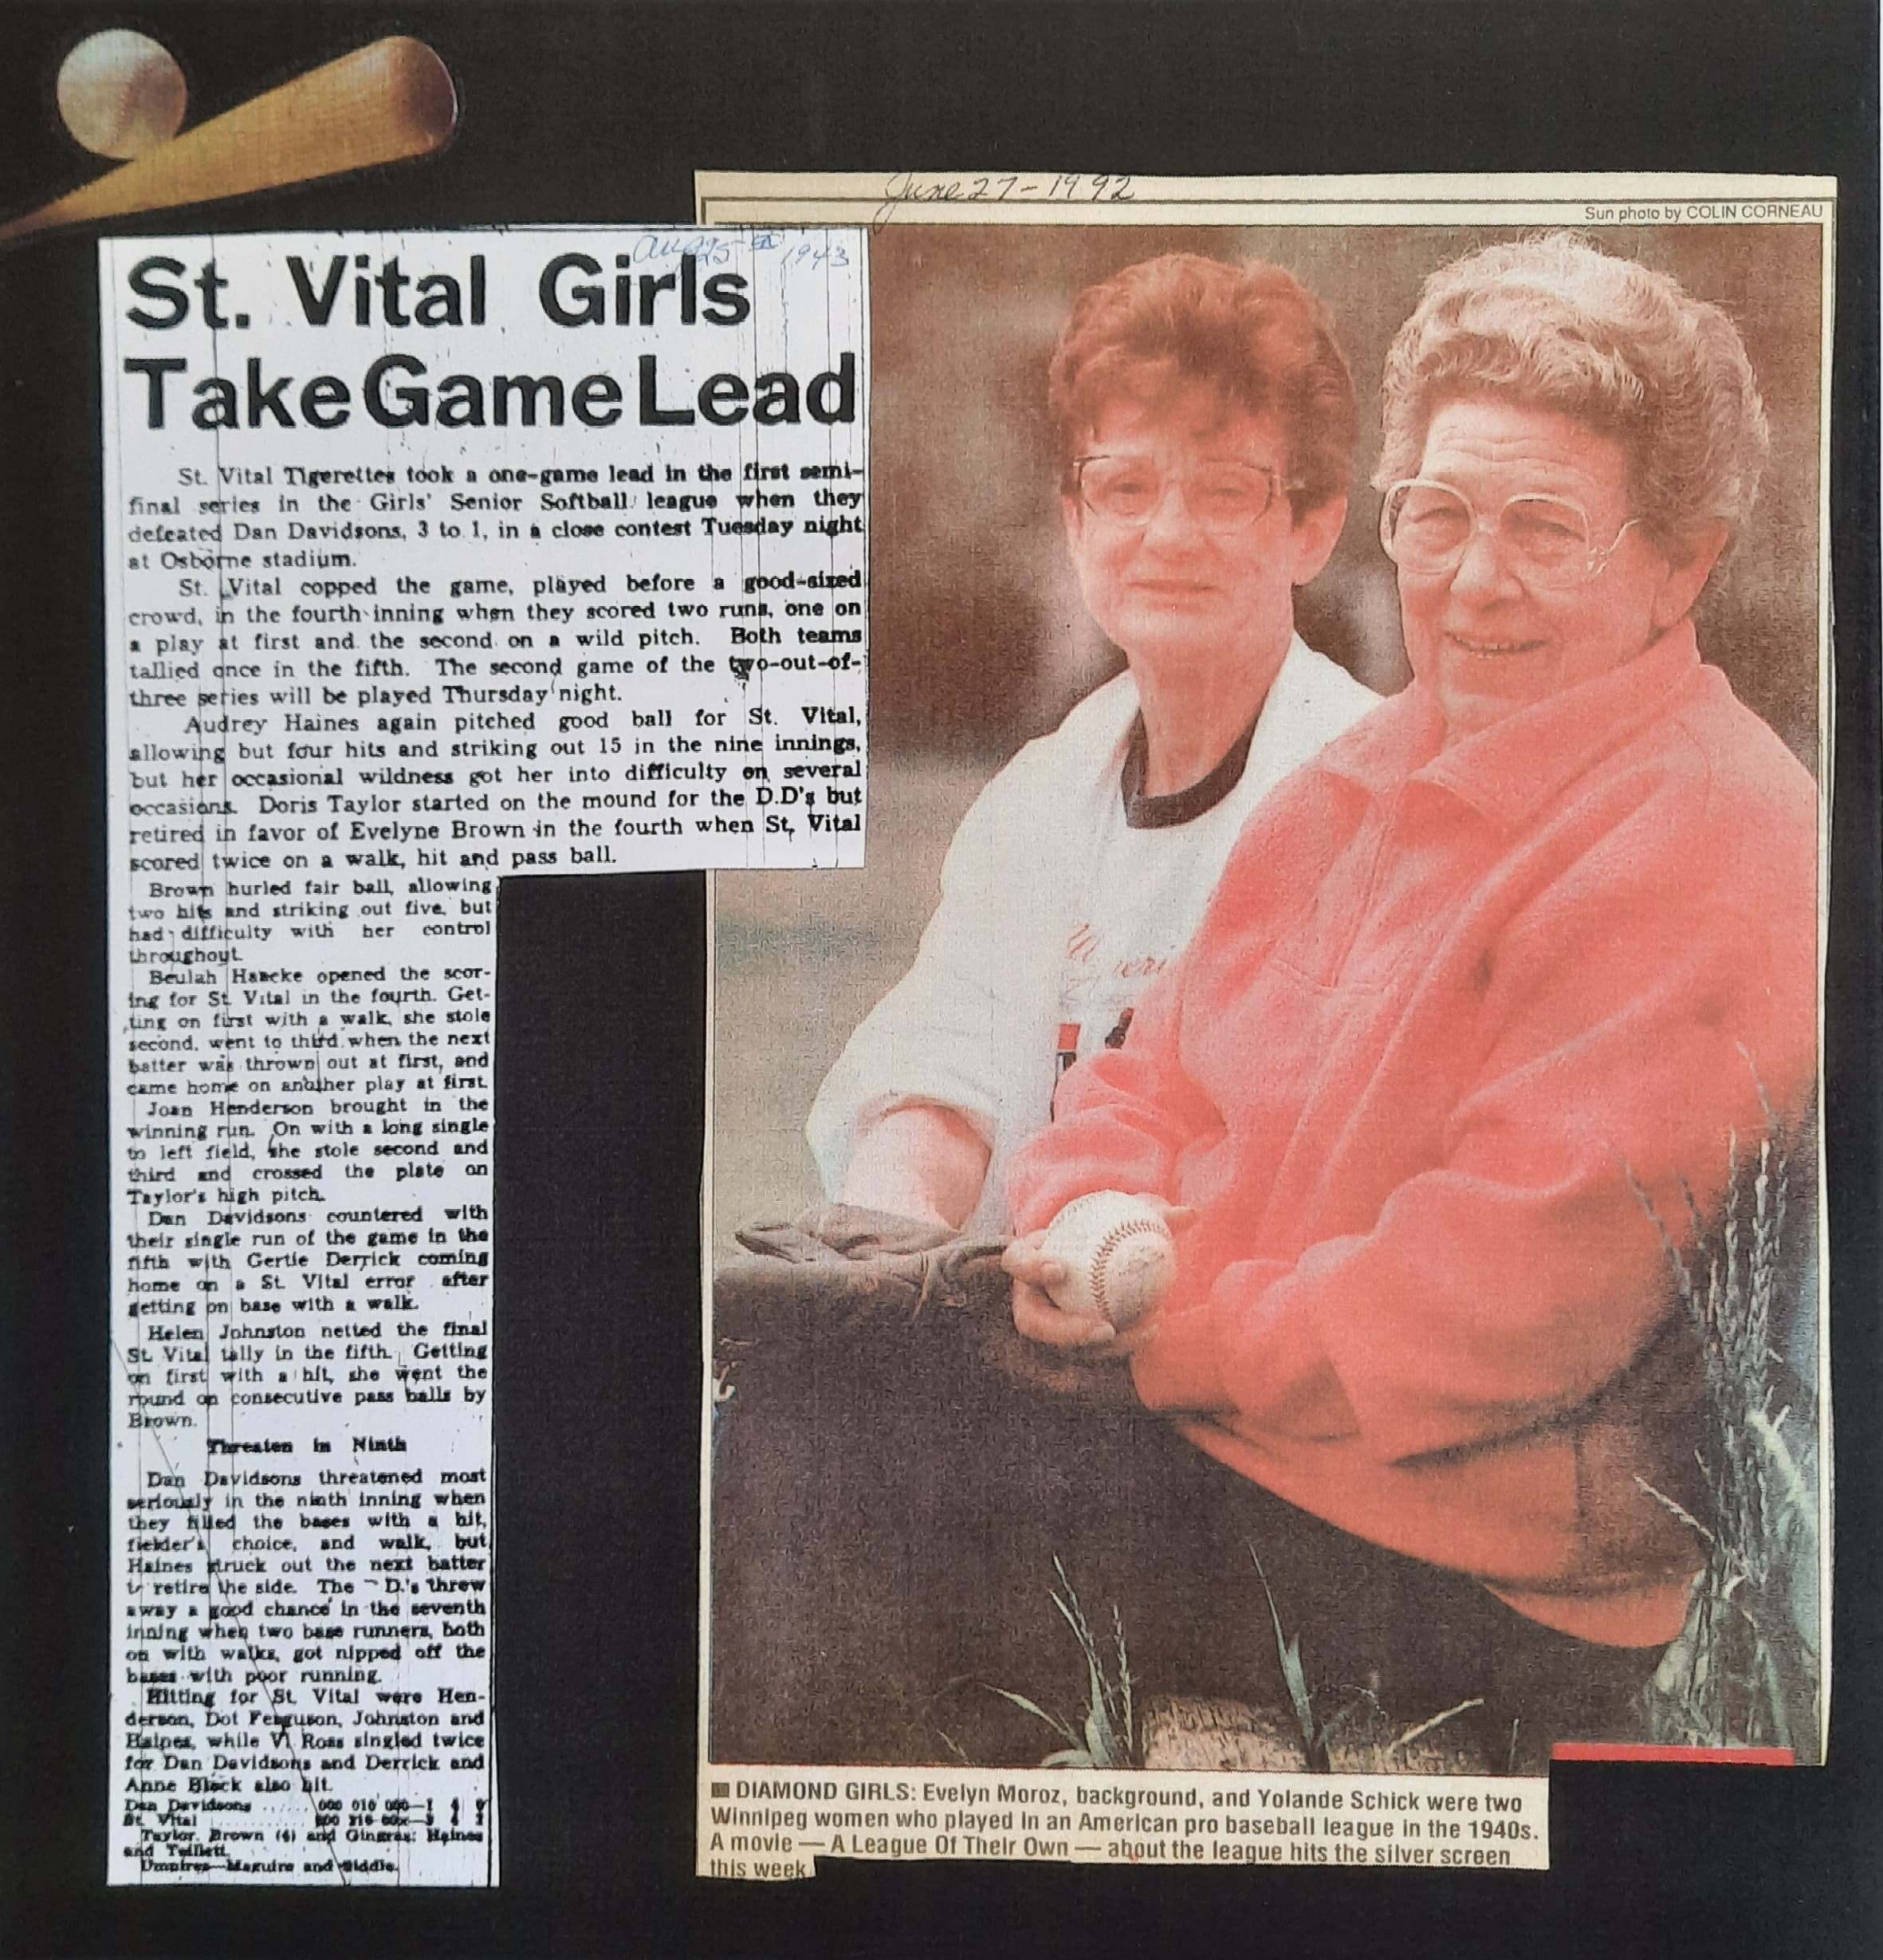 Aug 25 1943
St. Vital Girls
Take Game Lead
St. Vital Tigerettes took a one-game lead in the first semi-
final series in the Girls' Senior Softball league when they
defeated Dan Davidsons, 3 to 1, in a close contest Tuesday night
at Osborne stadium.
St. Vital copped the game, played before a good-sized
crowd, in the fourth inning when they scored two runs, one on
a play at first and the second on a wild pitch. Both teams
tallied once in the fifth. The second game of the two-out-of-
three series will be played Thursday night.
Audrey Haines again pitched good ball for St. Vital,
allowing but four hits and striking out 15 in the nine innings,
but her occasional wildness got her into difficulty on several
occasions. Doris Taylor started on the mound for the D.D's but
retired in favor of Evelyne Brown in the fourth when St. Vital
scored twice on a walk, hit and pass ball.
Brown hurled fair ball, allowing
two hits and striking out five, but
had difficulty with her control
throughout.
Beulah Haacke opened the scor-
ing for St. Vital in the fourth. Get-
ting on first with a walk, she stole
second, went to third when the next
batter was thrown out at first, and
came home on another play at first.
Joan Henderson brought in the
winning run. On with a long single
to left field, she stole second and
third and crossed the plate on
Taylor's high pitch.
Dan Davidsons countered with
their single run of the game in the
fifth with Gertie Derrick coming
home on a St. Vital error after
getting on base with a walk.
Helen Johnston netted the final
St. Vital tally in the fifth. Getting
on first with a hit, she went the
round on consecutive pass balls by
Brown.
Threaten in Ninth
Dan Davidsons threatened most
seriously in the ninth inning when
they filled the bases with a hit,
fielder's choice, and walk, but
Haines struck out the next batter
to retire the side. The D.'s threw
away a good chance in the seventh
inning when two base runners, both
on with walks, got nipped off the
bases with poor running.
Hitting for St. Vital were Hen-
derson, Dot Ferguson, Johnston and
Haines, while Vi Ross singled twice
for Dan Davidsons and Derrick and
Anne Black also hit.
Dan Davidsons ...... 000 010 000—1 4
St. Vital
Taylor, Brown (4) and Gingras; Haines
and Teillett.
Umpires—Maguire and Biddle.
June 27-1992
Sun photo by COLIN CORNEAU
DIAMOND GIRLS: Evelyn Moroz, background, and Yolande Schick were two
Winnipeg women who played in an American pro baseball league in the 1940s.
A movie — A League Of Their Own — about the league hits the silver screen
this week.